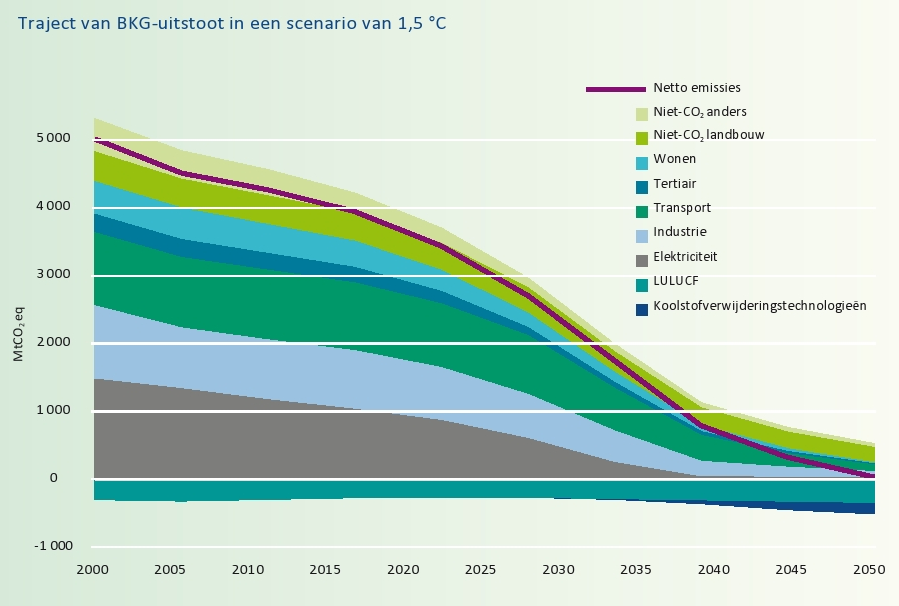 Traject van BKG-uitstoot in een scenario van 1,5 °C
Netto emissies
Niet-CO₂ anders
Niet-CO₂ landbouw
Wonen
Tertiair
Transport
Industrie
Elektriciteit
LULUCF
Koolstofverwijderingstechnologieën
MtCO₂ eq
5 000
4 000
3 000
2 000
1 000
0
-1 000
2000 2005 2010 2015 2020 2025 2030 2035 2040 2045 2050